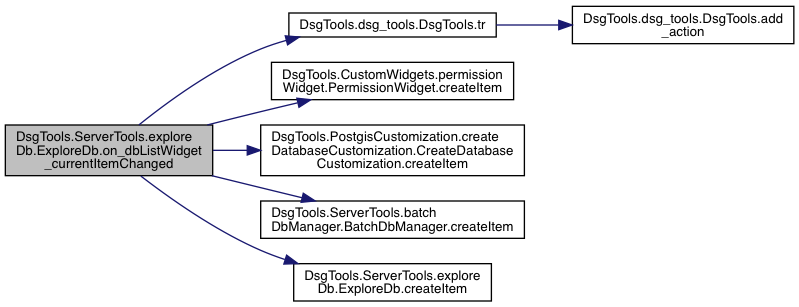 DsgTools.dsg_tools.DsgTools.tr
DsgTools.dsg_tools.DsgTools.add
_action
DsgTools.CustomWidgets.permission
Widget.PermissionWidget.createItem
DsgTools.ServerTools.explore
Db.ExploreDb.on_dbListWidget
_currentItemChanged
DsgTools.PostgisCustomization.create
DatabaseCustomization.CreateDatabase
Customization.createItem
DsgTools.ServerTools.batch
DbManager.BatchDbManager.createItem
DsgTools.ServerTools.explore
Db.ExploreDb.createItem